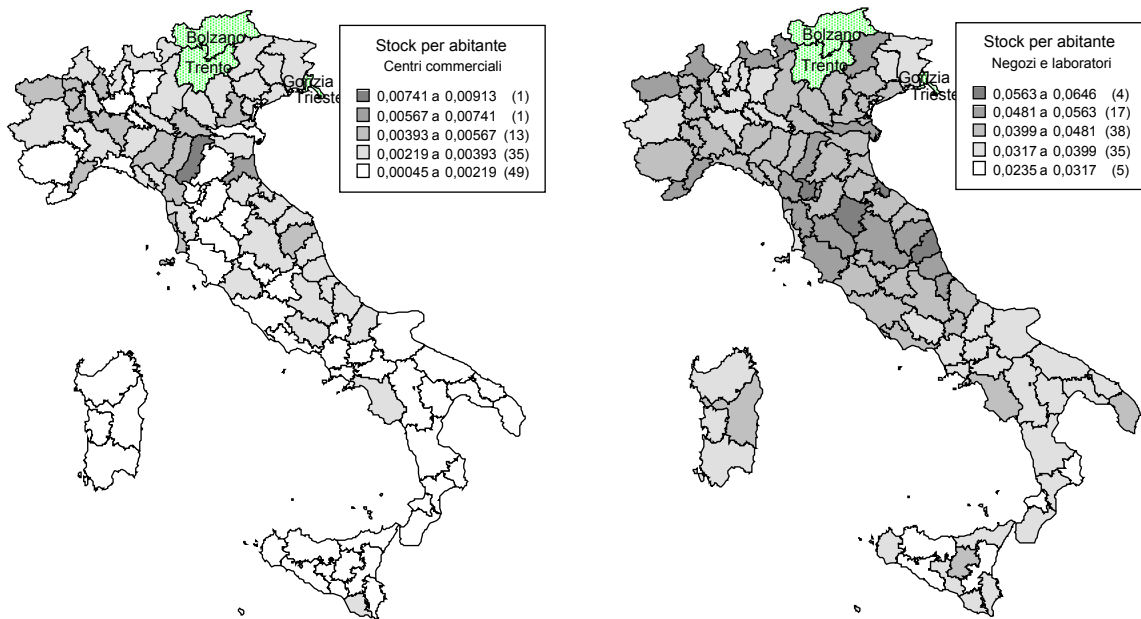 Bolzano
Trento
Gorizia
Trieste
Stock per abitante
Centri commerciali
0,00741 a 0,00913 (1)
0,00567 a 0,00741 (1)
0,00393 a 0,00567 (13)
0,00219 a 0,00393 (35)
0,00045 a 0,00219 (49)
Bolzano
Trento
Gorizia
Trieste
Stock per abitante
Negozi e laboratori
0,0563 a 0,0646 (4)
0,0481 a 0,0563 (17)
0,0399 a 0,0481 (38)
0,0317 a 0,0399 (35)
0,0235 a 0,0317 (5)